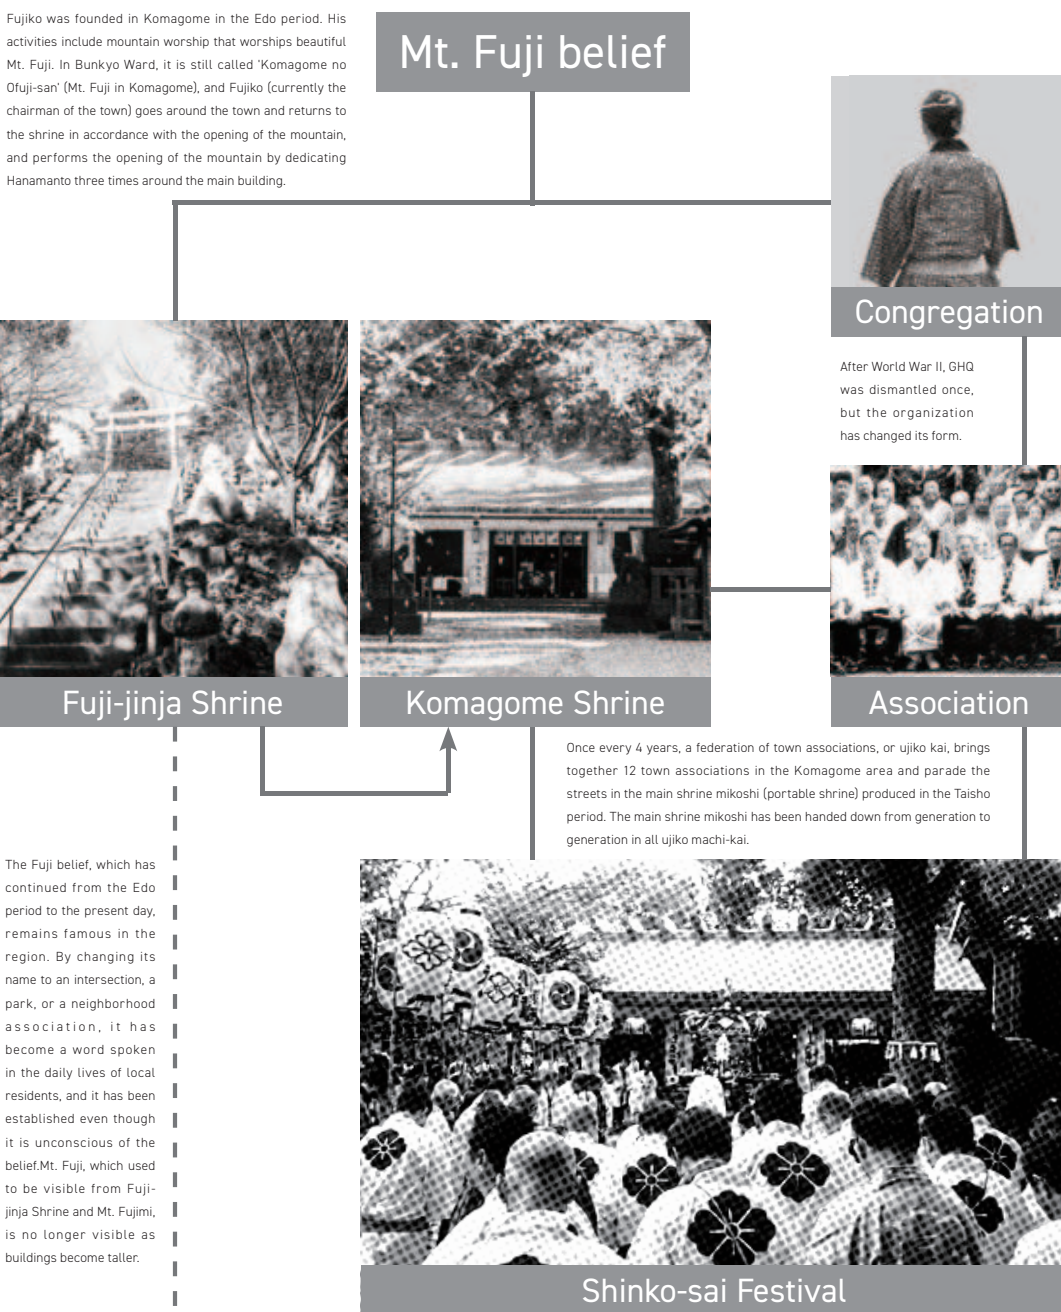 Fujiko was founded in Komagome in the Edo period. His
activities include mountain worship that worships beautiful
Mt. Fuji. In Bunkyo Ward, it is still called 'Komagome no
Ofuji-san' (Mt. Fuji in Komagome), and Fujiko (currently the
chairman of the town) goes around the town and returns to
the shrine in accordance with the opening of the mountain,
and performs the opening of the mountain by dedicating
Hanamanto three times around the main building.
Mt. Fuji belief
Congregation
After World War II, GHQ
was dismantled once,
but the organization
has changed its form.
Fuji-jinja Shrine
Komagome Shrine
Association
Once every 4 years, a federation of town associations, or ujiko kai, brings
together 12 town associations in the Komagome area and parade the
streets in the main shrine mikoshi (portable shrine) produced in the Taisho
period. The main shrine mikoshi has been handed down from generation to
generation in all ujiko machi-kai.
The Fuji belief, which has
continued from the Edo
period to the present day,
remains famous in the
region. By changing its
name to an intersection, a
park, or a neighborhood
association, it has
become a word spoken
in the daily lives of local
residents, and it has been
established even though
it is unconscious of the
belief.Mt. Fuji, which used
to be visible from Fuji-
jinja Shrine and Mt. Fujimi,
is no longer visible as
buildings become taller.
Shinko-sai Festival